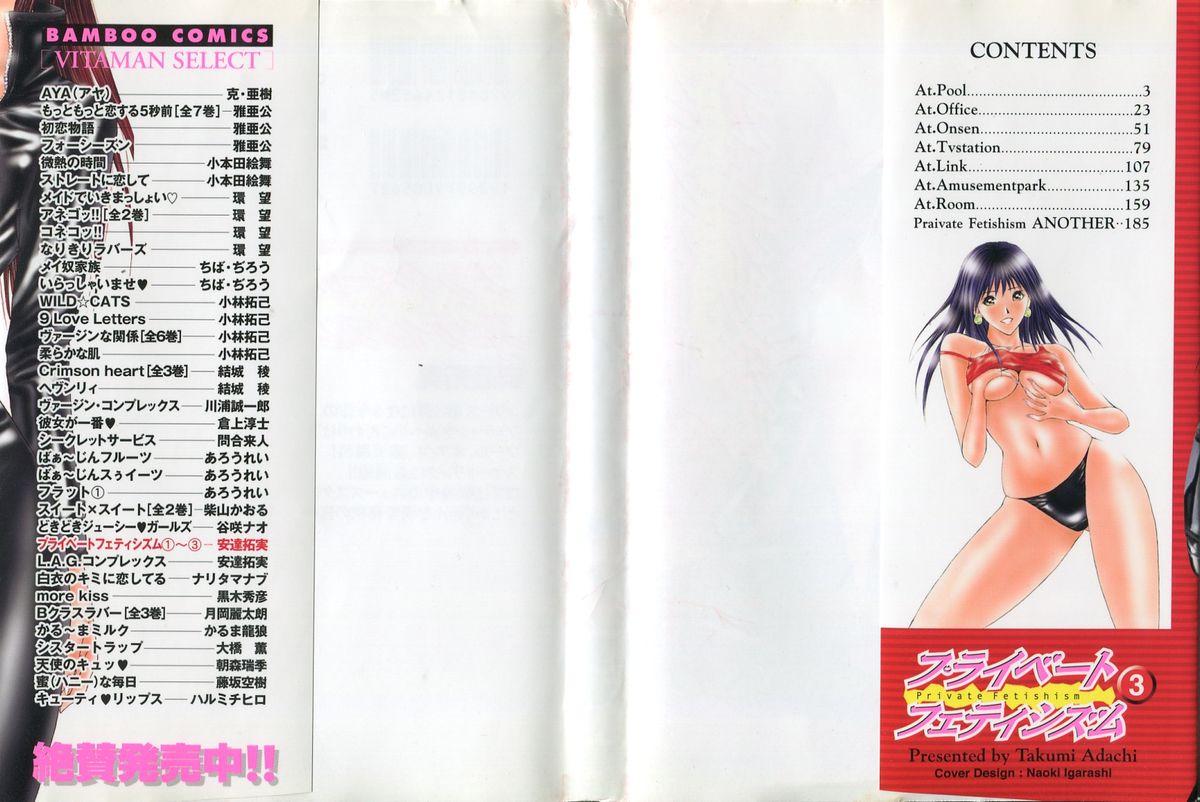 BAMBOO COMICS
[VITAMAN SELECT]
AYA(アヤ)──克・亜樹
もっともっと恋する5秒前[全7巻]─雅亜公
初恋物語──雅亜公
フォーシーズン──雅亜公
微熱の時間──小本田絵舞
ストレートに恋して──小本田絵舞
メイドでいきまっしょい♡──環 望
アネゴッ!![全2巻]──環 望
コネコッ!!──環 望
なりきりラバーズ──環 望
メイ奴家族──ちば・ぢろう
いらっしゃいませ♥──ちば・ぢろう
WILD☆CATS──小林拓己
9 Love Letters──小林拓己
ヴァージンな関係[全6巻]──小林拓己
柔らかな肌──小林拓己
Crimson heart[全3巻]──結城 稜
ヘヴンリィ──結城 稜
ヴァージン・コンプレックス──川浦誠一郎
彼女が一番♥──倉上淳士
シークレットサービス──問合来人
ばぁ〜じんフルーツ──あろうれい
ばぁ〜じんスぅイーツ──あろうれい
フラット①──あろうれい
スイート×スイート[全2巻]─柴山かおる
どきどきジューシー♥ガールズ─谷咲ナオ
プライベートフェティシズム①〜③─安達拓実
L.A.G.コンプレックス──安達拓実
白衣のキミに恋してる──ナリタマナブ
more kiss──黒木秀彦
Bクラスラバー[全3巻]──月岡麗太朗
かる〜まミルク──かるま龍狼
シスタートラップ──大橋 薫
天使のキュッ♥──朝森瑞季
蜜(ハニー)な毎日──藤坂空樹
キューティ♥リップス──ハルミチヒロ
絶賛発売中!!
CONTENTS
At.Pool..........3
At.Office..........23
At.Onsen..........51
At.Tvstation..........79
At.Link..........107
At.Amusementpark..........135
At.Room..........159
Praivate Fetishism ANOTHER··185
プライベート
Private Fetishism
フェティシズム
3
Presented by Takumi Adachi
Cover Design : Naoki Igarashi